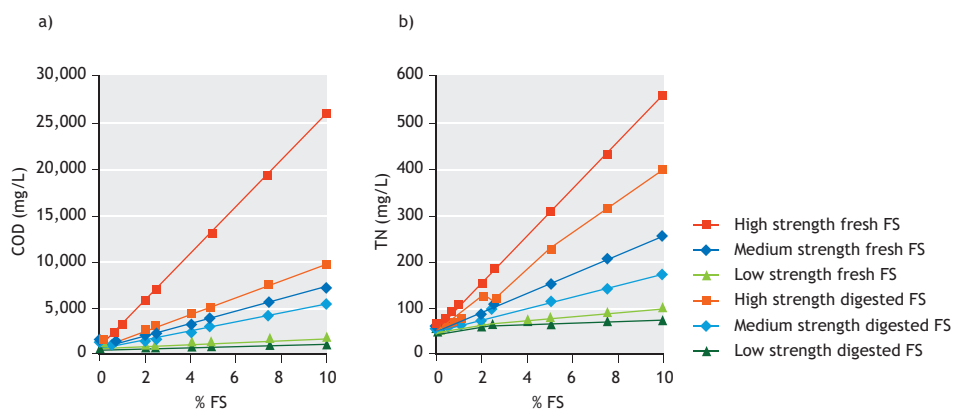 a)
30,000
25,000
20,000
15,000
10,000
5,000
0
COD (mg/L)
0 2 4 6 8 10
% FS
b)
600
500
400
300
200
100
0
TN (mg/L)
0 2 4 6 8 10
% FS
High strength fresh FS
Medium strength fresh FS
Low strength fresh FS
High strength digested FS
Medium strength digested FS
Low strength digested FS